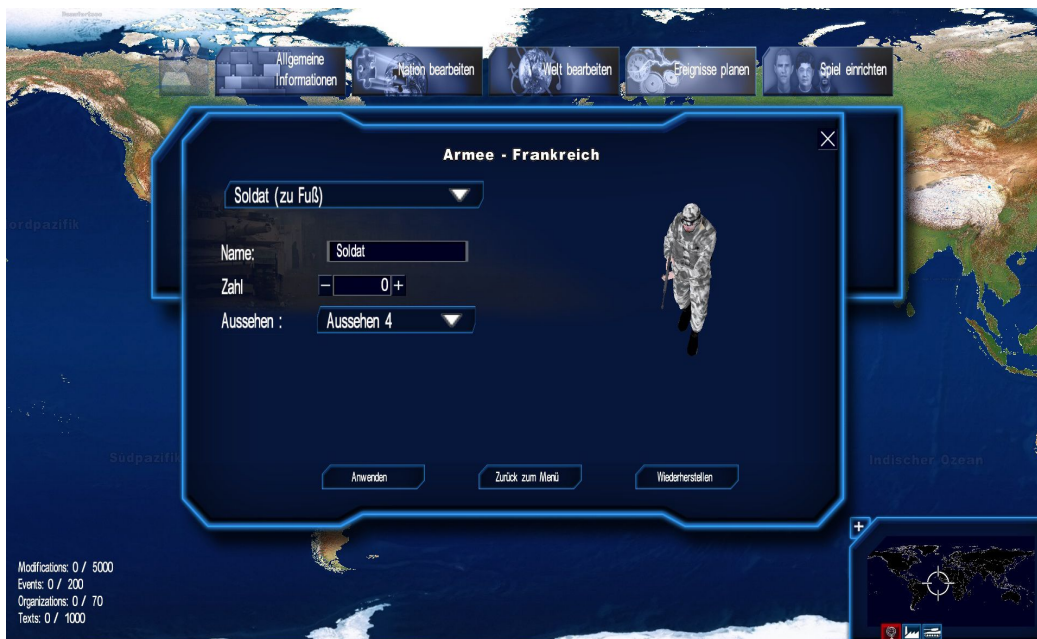 Allgemeine
Informationen
Nation bearbeiten
Welt bearbeiten
Ereignisse planen
Spiel einrichten
Armee - Frankreich
Soldat (zu Fuß)
Name: Soldat
Zahl − 0 +
Aussehen : Aussehen 4
Anwenden
Zurück zum Menü
Wiederherstellen
ordpazifik
Südpazifik
Indischer Ozean
Modifications: 0 / 5000
Events: 0 / 200
Organizations: 0 / 70
Texts: 0 / 1000